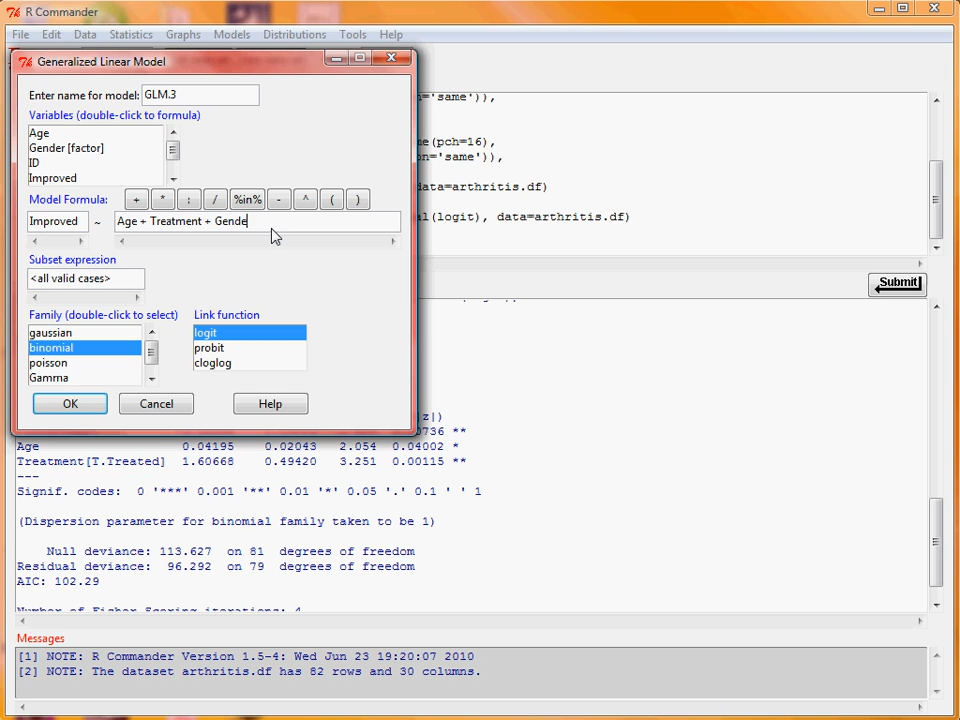 R Commander
File Edit Data Statistics Graphs Models Distributions Tools Help
Generalized Linear Model
Enter name for model: GLM.3
Variables (double-click to formula)
Age
Gender [factor]
ID
Improved
Model Formula: + * : / %in% - ^ ( )
Improved ~ Age + Treatment + Gende
Subset expression
<all valid cases>
Family (double-click to select) Link function
gaussian logit
binomial probit
poisson cloglog
Gamma
OK Cancel Help
='same')),
me(pch=16),
on='same')),
data=arthritis.df)
al(logit), data=arthritis.df)
Submit
|z|)
0736 **
Age 0.04195 0.02043 2.054 0.04002 *
Treatment[T.Treated] 1.60668 0.49420 3.251 0.00115 **
---
Signif. codes: 0 '***' 0.001 '**' 0.01 '*' 0.05 '.' 0.1 ' ' 1
(Dispersion parameter for binomial family taken to be 1)
Null deviance: 113.627 on 81 degrees of freedom
Residual deviance: 96.292 on 79 degrees of freedom
AIC: 102.29
Number of Fisher Scoring iterations: 4
Messages
[1] NOTE: R Commander Version 1.5-4: Wed Jun 23 19:20:07 2010
[2] NOTE: The dataset arthritis.df has 82 rows and 30 columns.